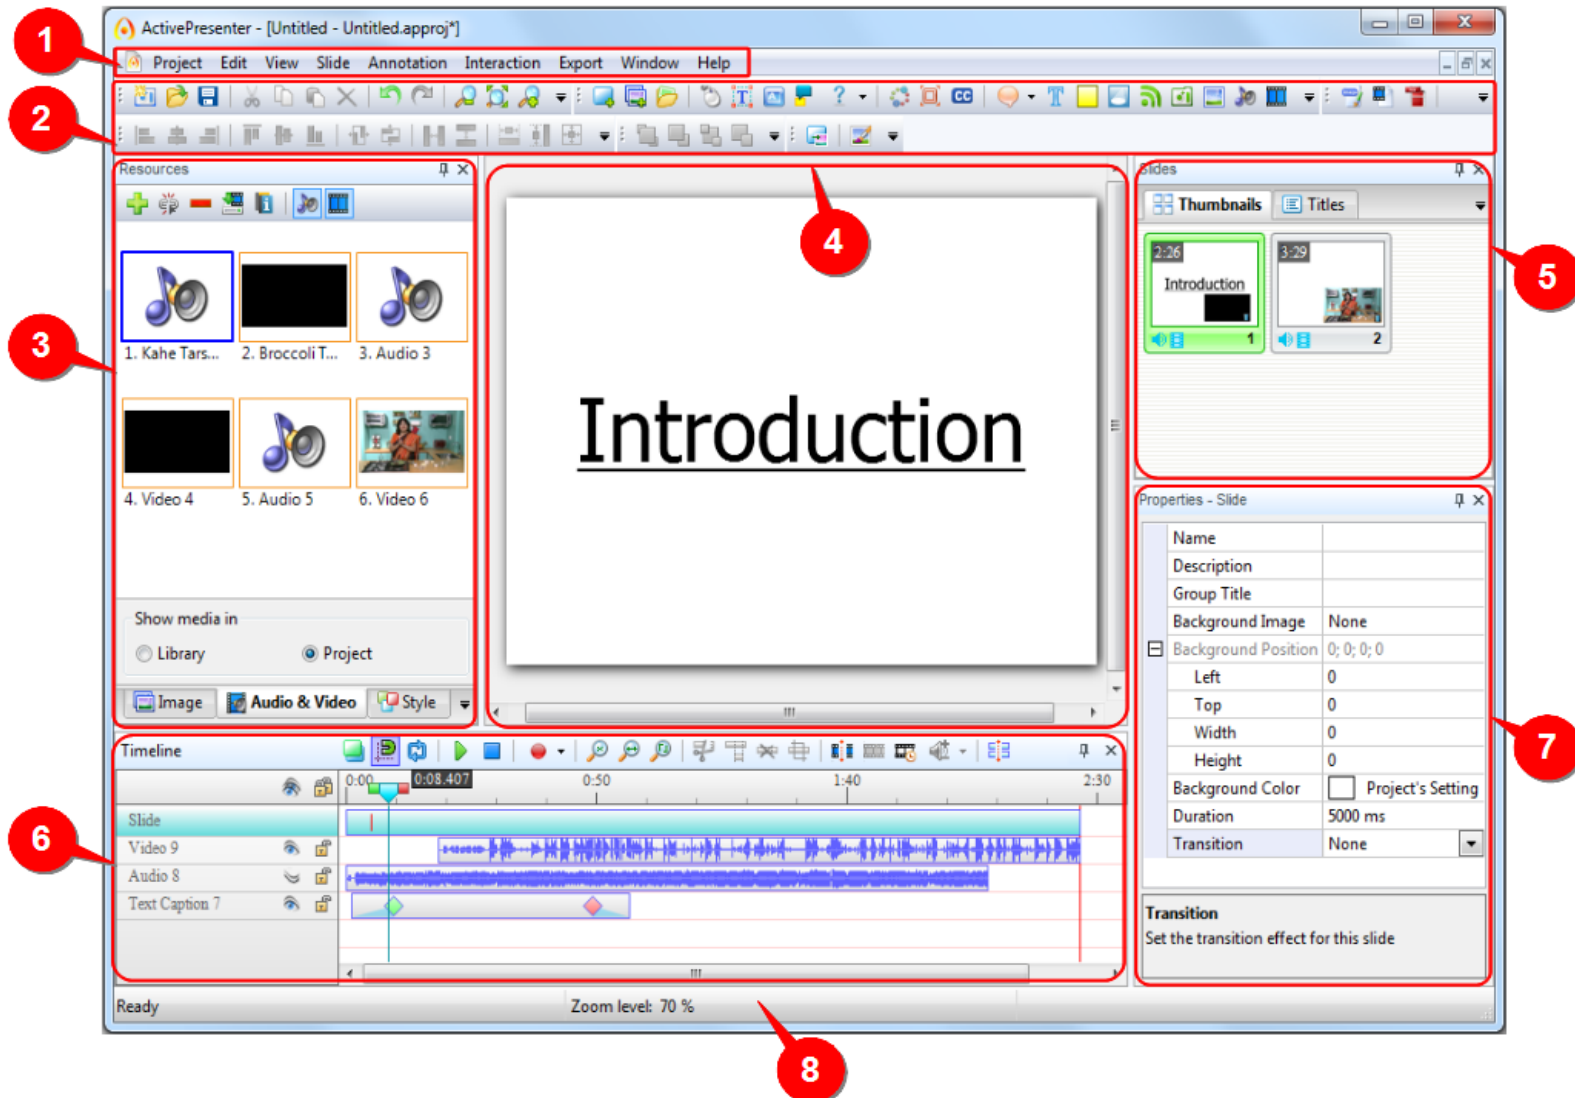 ActivePresenter - [Untitled - Untitled.approj*]
1
Project Edit View Slide Annotation Interaction Export Window Help
2
Resources
Slides
Thumbnails Titles
3
1. Kahe Tars... 2. Broccoli T... 3. Audio 3
4. Video 4 5. Audio 5 6. Video 6
Show media in
Library Project
Image Audio & Video Style
4
Introduction
5
2:26 3:29
Introduction
1 2
Properties - Slide
Name
Description
Group Title
Background Image None
Background Position 0; 0; 0; 0
Left 0
Top 0
Width 0
Height 0
Background Color Project's Setting
Duration 5000 ms
Transition None
Transition
Set the transition effect for this slide
7
Timeline
0:00 0:08.407 0:50 1:40 2:30
Slide
Video 9
Audio 8
Text Caption 7
6
Ready Zoom level: 70 %
8